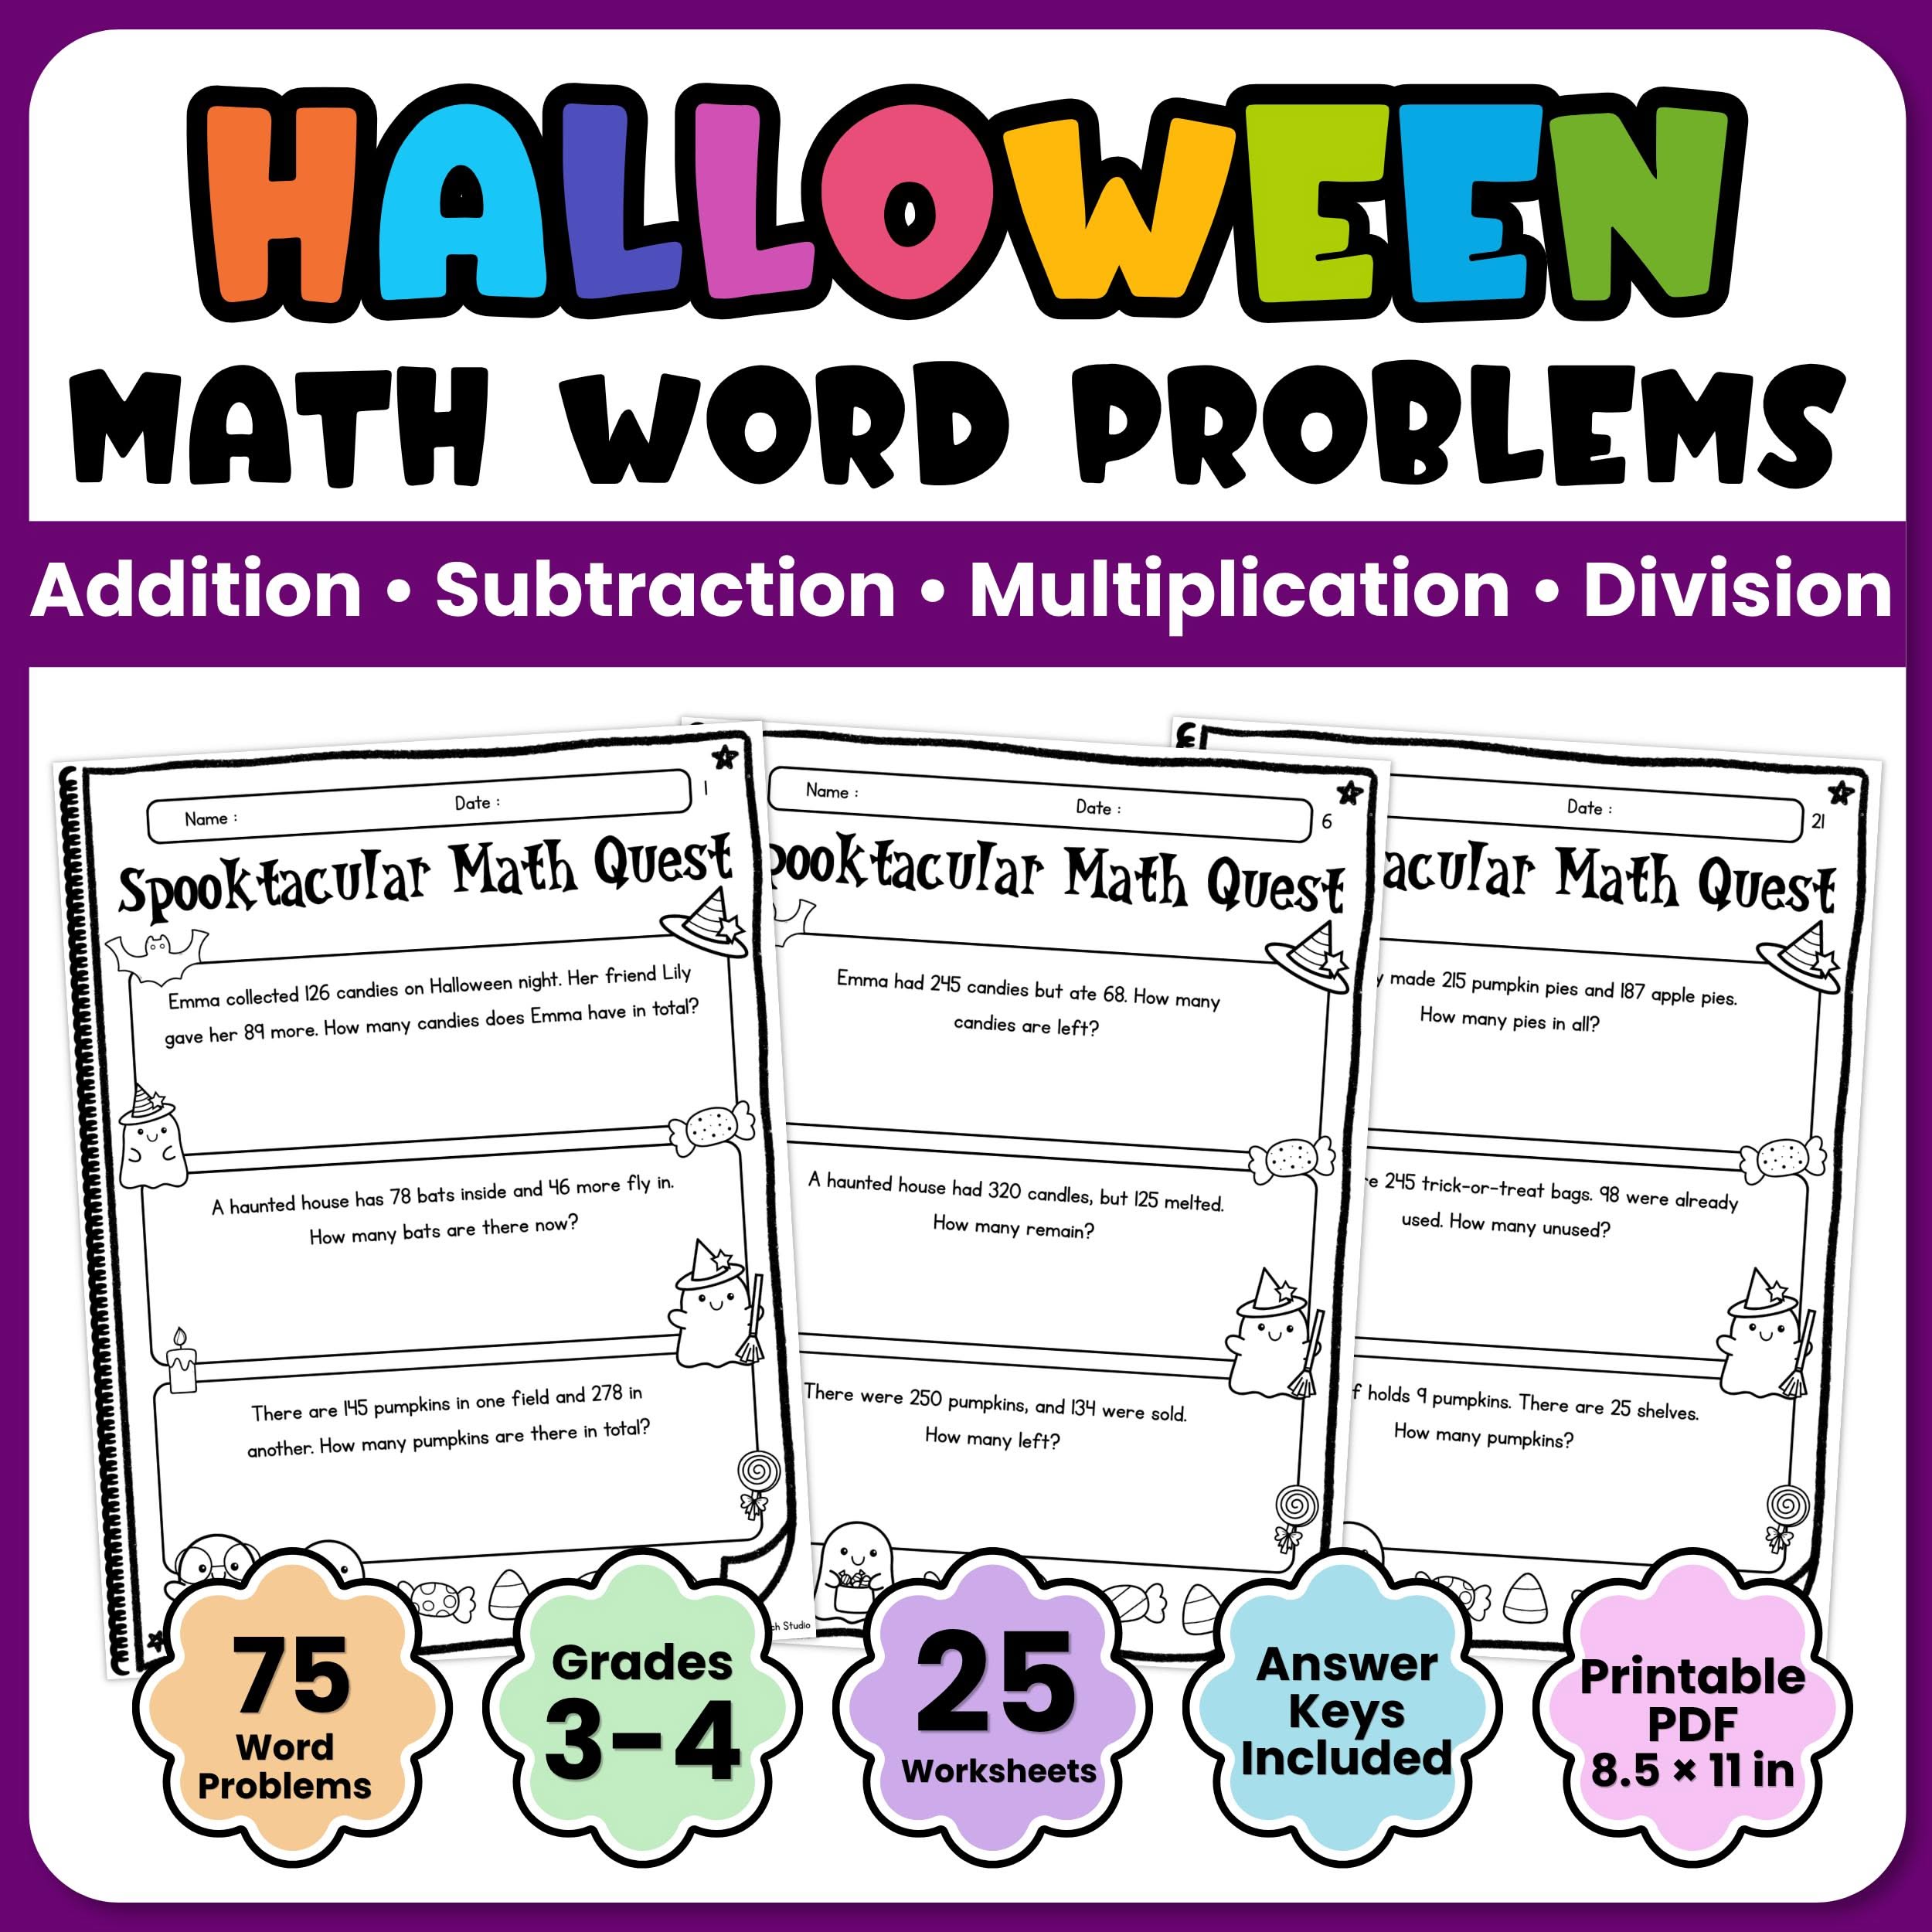 HALLOWEEN
MATH WORD PROBLEMS
Addition • Subtraction • Multiplication • Division
Name :
Date :
1
Spooktacular Math Quest
Emma collected 126 candies on Halloween night. Her friend Lily
gave her 89 more. How many candies does Emma have in total?
A haunted house has 78 bats inside and 46 more fly in.
How many bats are there now?
There are 145 pumpkins in one field and 278 in
another. How many pumpkins are there in total?
Studio
Name :
Date :
6
pooktacular Math Quest
Emma had 245 candies but ate 68. How many
candies are left?
A haunted house had 320 candles, but 125 melted.
How many remain?
There were 250 pumpkins, and 134 were sold.
How many left?
Date :
21
acular Math Quest
y made 215 pumpkin pies and 187 apple pies.
How many pies in all?
245 trick-or-treat bags. 98 were already
used. How many unused?
f holds 9 pumpkins. There are 25 shelves.
How many pumpkins?
75
Word
Problems
Grades
3-4
25
Worksheets
Answer
Keys
Included
Printable
PDF
8.5 × 11 in